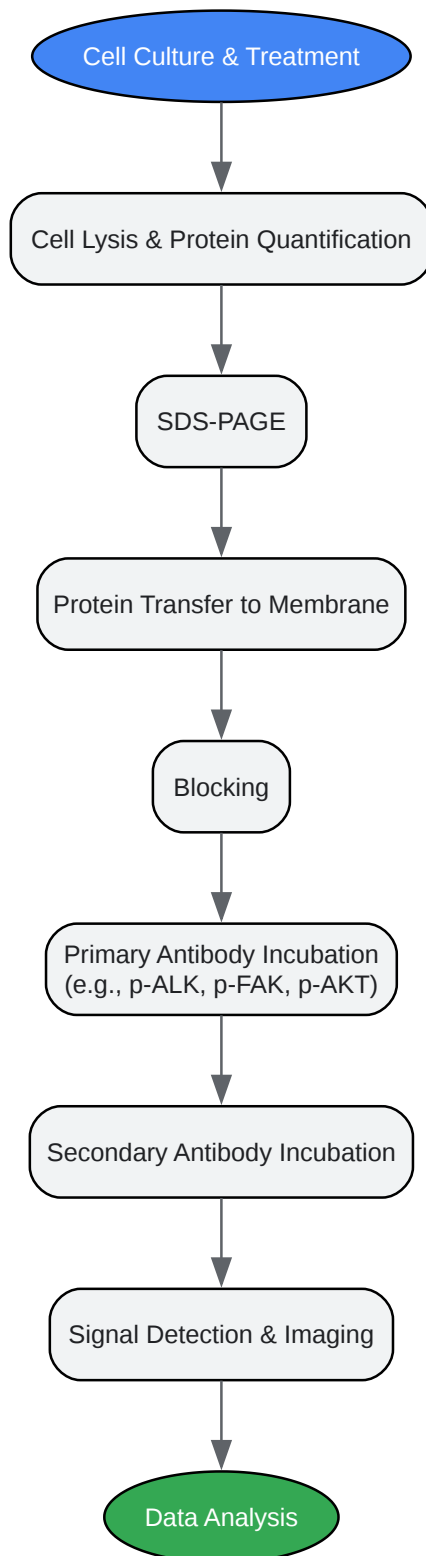 Cell Culture & Treatment
Cell Lysis & Protein Quantification
SDS-PAGE
Protein Transfer to Membrane
Blocking
Primary Antibody Incubation
(e.g., p-ALK, p-FAK, p-AKT)
Secondary Antibody Incubation
Signal Detection & Imaging
Data Analysis